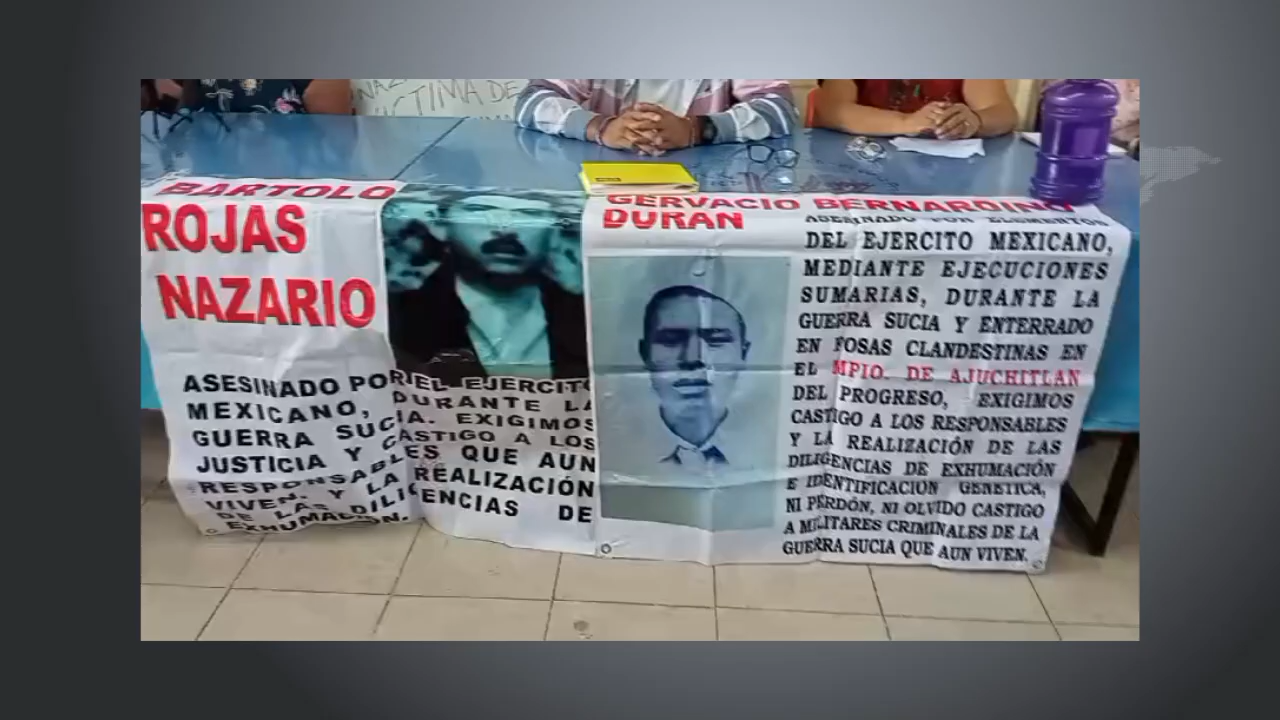 NAZ
VICTIMA DE
BARTOLO
ROJAS
NAZARIO
ASESINADO POR EL EJERCITO
MEXICANO, DURANTE LA
GUERRA SUCIA. EXIGIMOS
JUSTICIA Y CASTIGO A LOS
RESPONSABLES QUE AUN
VIVEN. Y LA REALIZACIÓN
DE LAS DILIGENCIAS DE
EXHUMACIÓN.
GERVACIO BERNARDINO
DURAN
ASESINADO POR ELEMENTOS
DEL EJERCITO MEXICANO,
MEDIANTE EJECUCIONES
SUMARIAS, DURANTE LA
GUERRA SUCIA Y ENTERRADO
EN FOSAS CLANDESTINAS EN
EL MPIO. DE AJUCHITLAN
DEL PROGRESO, EXIGIMOS
CASTIGO A LOS RESPONSABLES
Y LA REALIZACIÓN DE LAS
DILIGENCIAS DE EXHUMACIÓN
E IDENTIFICACIÓN GENÉTICA,
NI PERDÓN, NI OLVIDO CASTIGO
A MILITARES CRIMINALES DE LA
GUERRA SUCIA QUE AUN VIVEN.